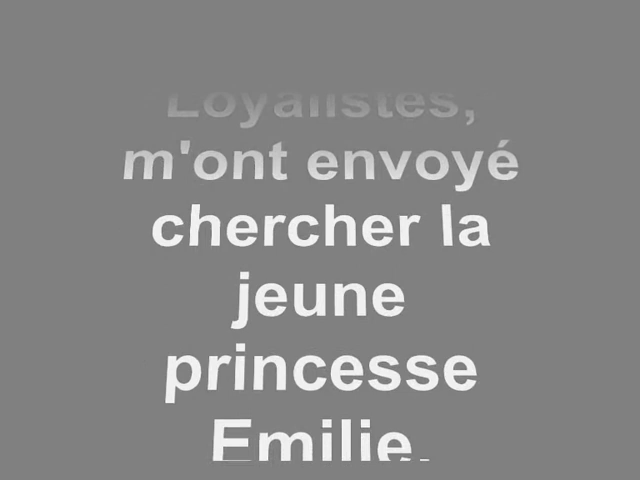 Loyalistes,
m'ont envoyé
chercher la
jeune
princesse
Emilie.